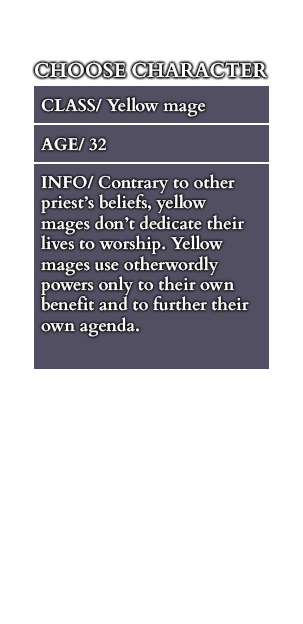 CHOOSE CHARACTER
CLASS/ Yellow mage
AGE/ 32
INFO/ Contrary to other
priest's beliefs, yellow
mages don't dedicate their
lives to worship. Yellow
mages use otherwordly
powers only to their own
benefit and to further their
own agenda.